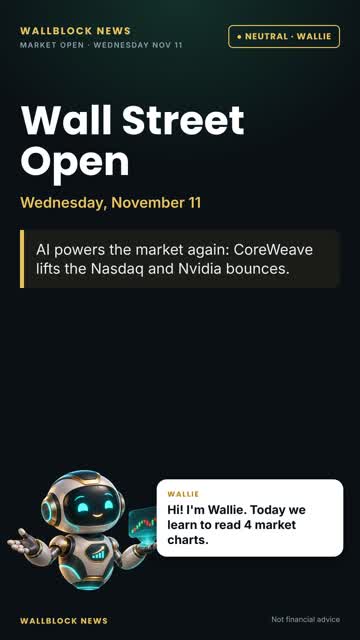 WALLBLOCK NEWS
MARKET OPEN · WEDNESDAY NOV 11
● NEUTRAL · WALLIE
Wall Street
Open
Wednesday, November 11
AI powers the market again: CoreWeave
lifts the Nasdaq and Nvidia bounces.
WALLIE
Hi! I'm Wallie. Today we
learn to read 4 market
charts.
WALLBLOCK NEWS
Not financial advice